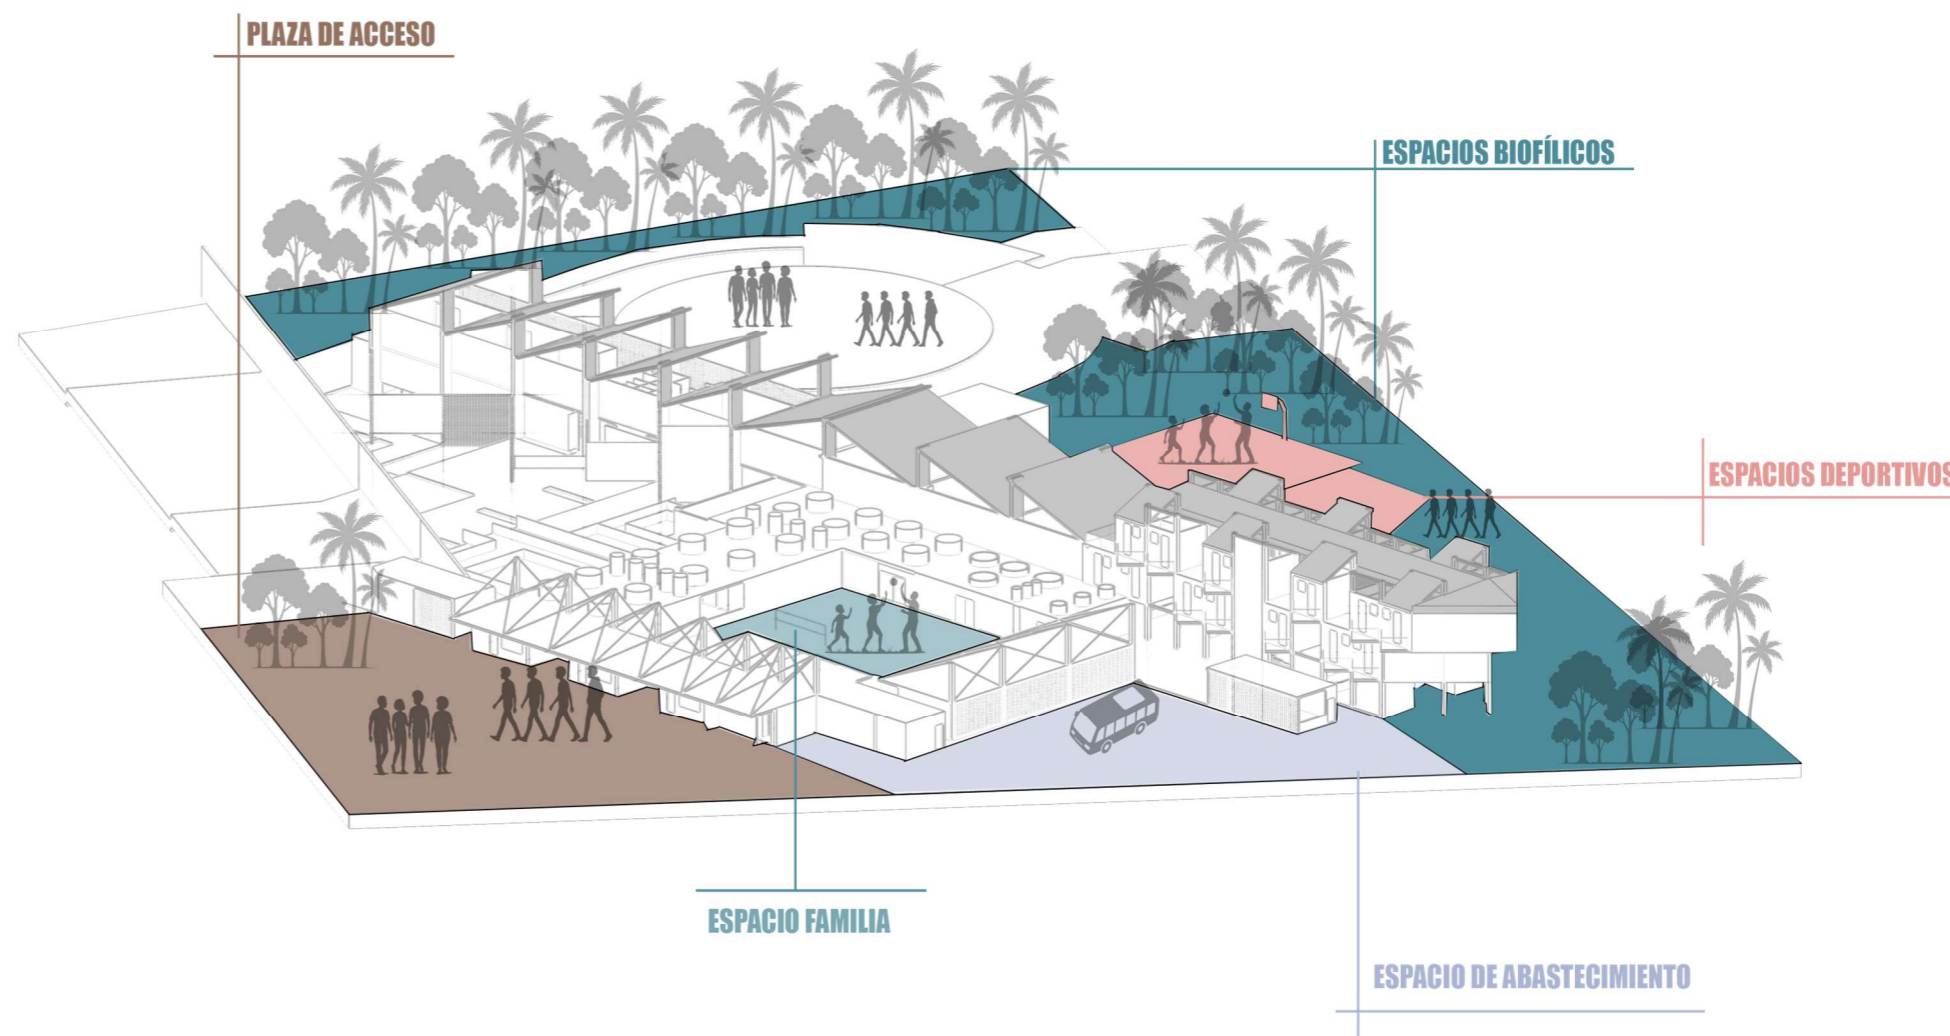 PLAZA DE ACCESO
ESPACIOS BIOFÍLICOS
ESPACIOS DEPORTIVOS
ESPACIO FAMILIA
ESPACIO DE ABASTECIMIENTO